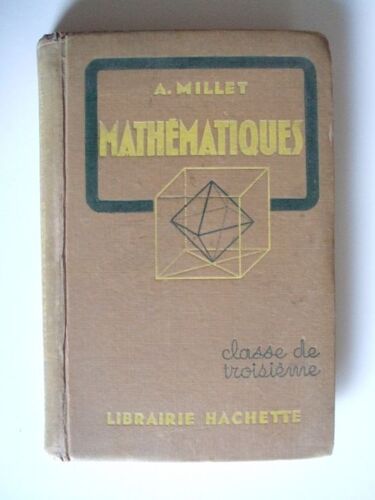 A. MILLET
MATHÉMATIQUES
classe de
troisième
LIBRAIRIE HACHETTE